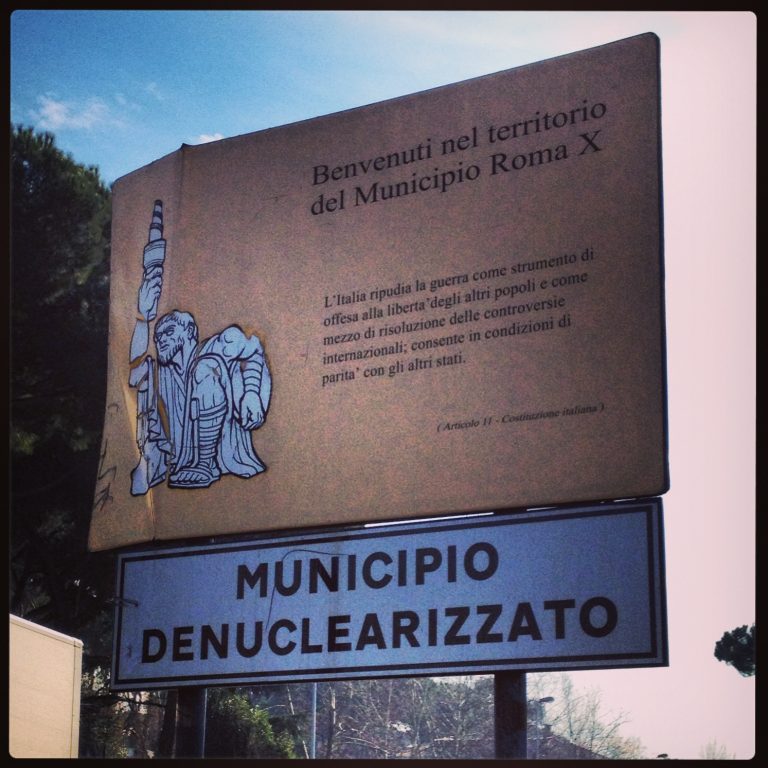 Benvenuti nel territorio
del Municipio Roma X
L'Italia ripudia la guerra come strumento di
offesa alla liberta'degli altri popoli e come
mezzo di risoluzione delle controversie
internazionali; consente in condizioni di
parita' con gli altri stati.
( Articolo 11 - Costituzione italiana )
MUNICIPIO
DENUCLEARIZZATO